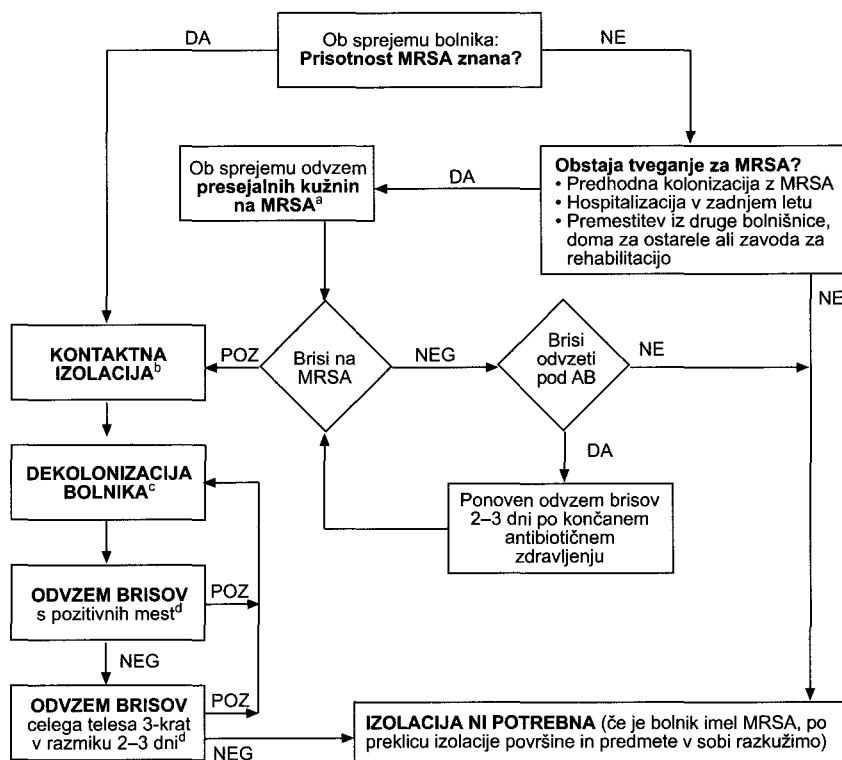 DA
Ob sprejemu bolnika:
Prisotnost MRSA znana?
NE
Ob sprejemu odvzem
presejalnih kužnin
na MRSAᵃ
DA
Obstaja tveganje za MRSA?
• Predhodna kolonizacija z MRSA
• Hospitalizacija v zadnjem letu
• Premestitev iz druge bolnišnice,
doma za ostarele ali zavoda za
rehabilitacijo
NE
KONTAKTNA
IZOLACIJAᵇ
POZ
Brisi na
MRSA
NEG
Brisi
odvzeti
pod AB
NE
DA
DEKOLONIZACIJA
BOLNIKAᶜ
Ponoven odvzem brisov
2–3 dni po končanem
antibiotičnem
zdravljenju
ODVZEM BRISOV
s pozitivnih mestᵈ
POZ
NEG
ODVZEM BRISOV
celega telesa 3-krat
v razmiku 2–3 dniᵈ
POZ
NEG
IZOLACIJA NI POTREBNA (če je bolnik imel MRSA, po
preklicu izolacije površine in predmete v sobi razkužimo)